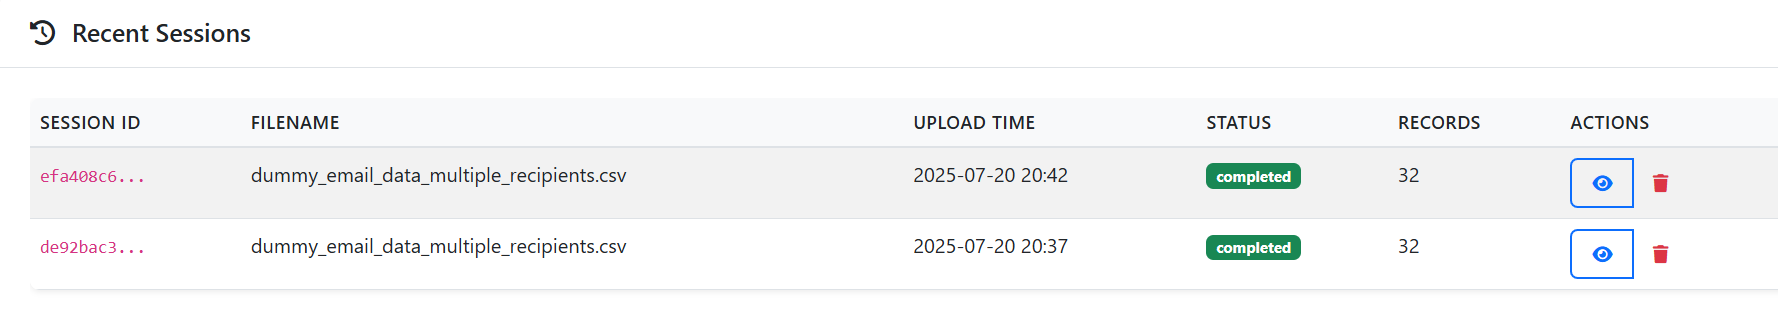 Recent Sessions
SESSION ID FILENAME UPLOAD TIME STATUS RECORDS ACTIONS
efa408c6... dummy_email_data_multiple_recipients.csv 2025-07-20 20:42 completed 32
de92bac3... dummy_email_data_multiple_recipients.csv 2025-07-20 20:37 completed 32